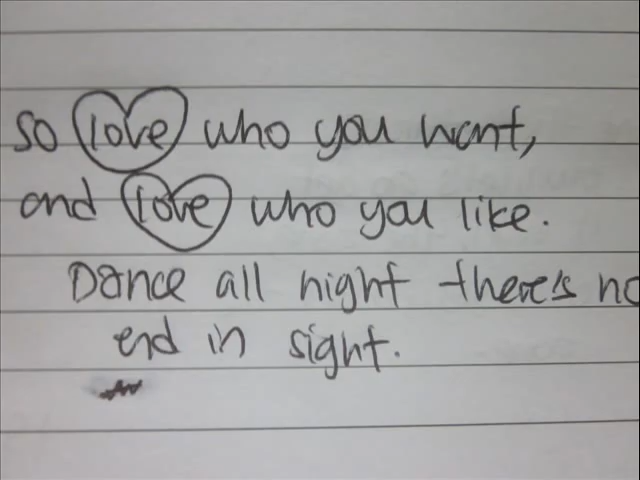 so love who you want,
and love who you like.
Dance all night there's no
end in sight.